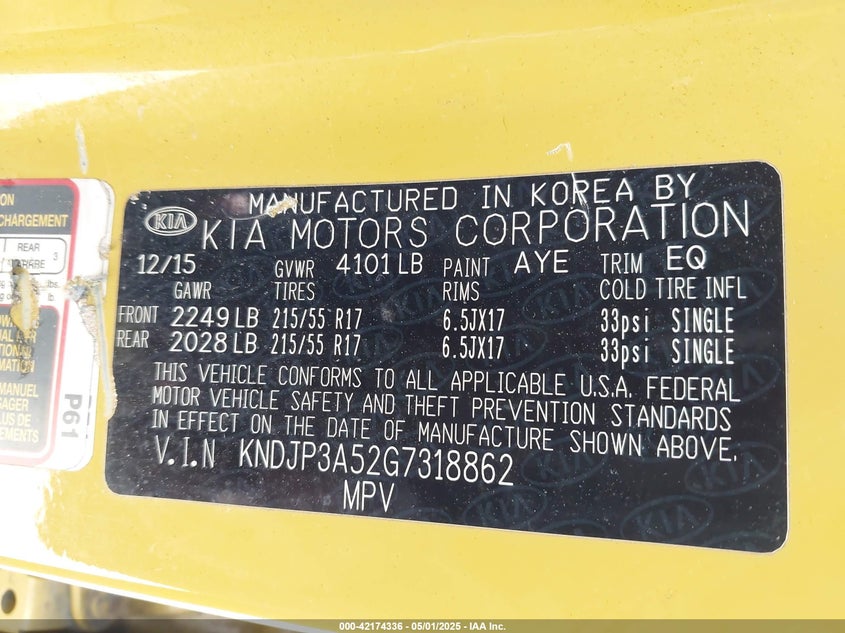 MANUFACTURED IN KOREA BY
KIA KIA MOTORS CORPORATION
12/15 GVWR 4101 LB PAINT AYE TRIM EQ
GAWR TIRES RIMS COLD TIRE INFL
FRONT 2249 LB 215/55 R17 6.5JX17 33psi SINGLE
REAR 2028 LB 215/55 R17 6.5JX17 33psi SINGLE
THIS VEHICLE CONFORMS TO ALL APPLICABLE U.S.A. FEDERAL
MOTOR VEHICLE SAFETY AND THEFT PREVENTION STANDARDS
IN EFFECT ON THE DATE OF MANUFACTURE SHOWN ABOVE.
V.I.N KNDJP3A52G7318862
MPV
CHARGEMENT
REAR
3
MATION
MANUEL
P61
000-42174336 - 05/01/2025 - IAA Inc.